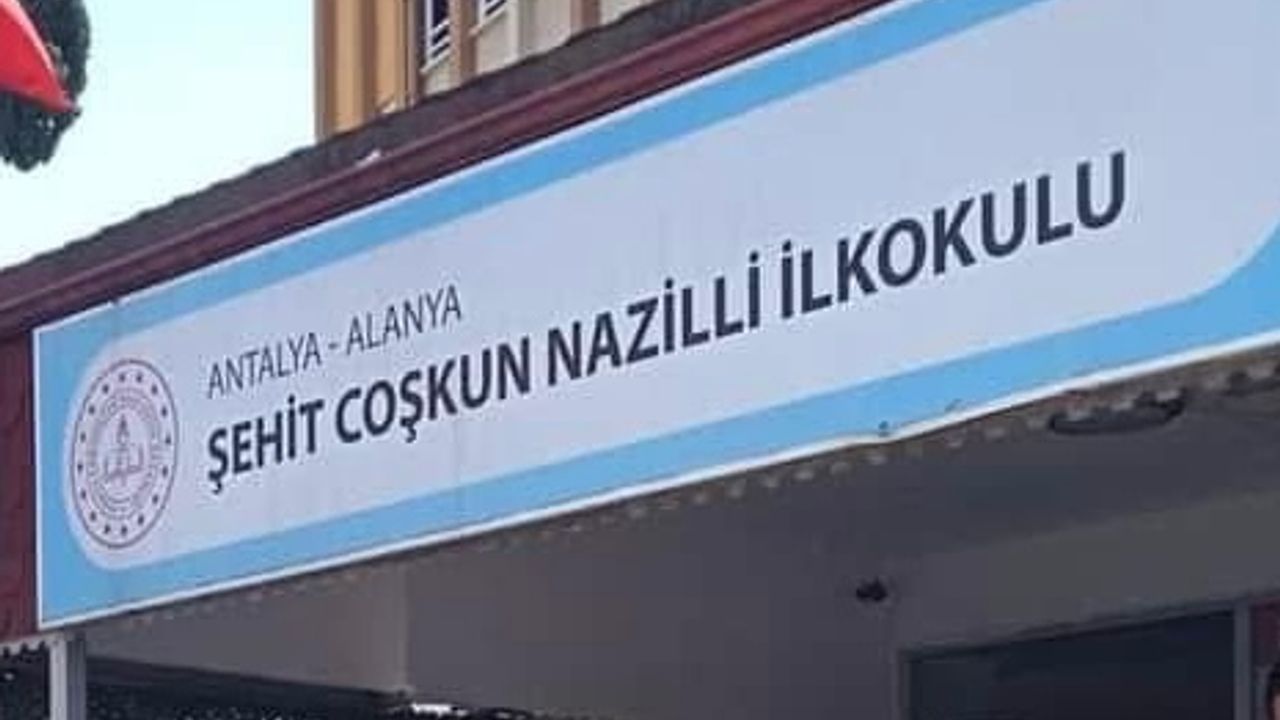 ANTALYA - ALANYA
ŞEHİT COŞKUN NAZİLLİ İLKOKULU